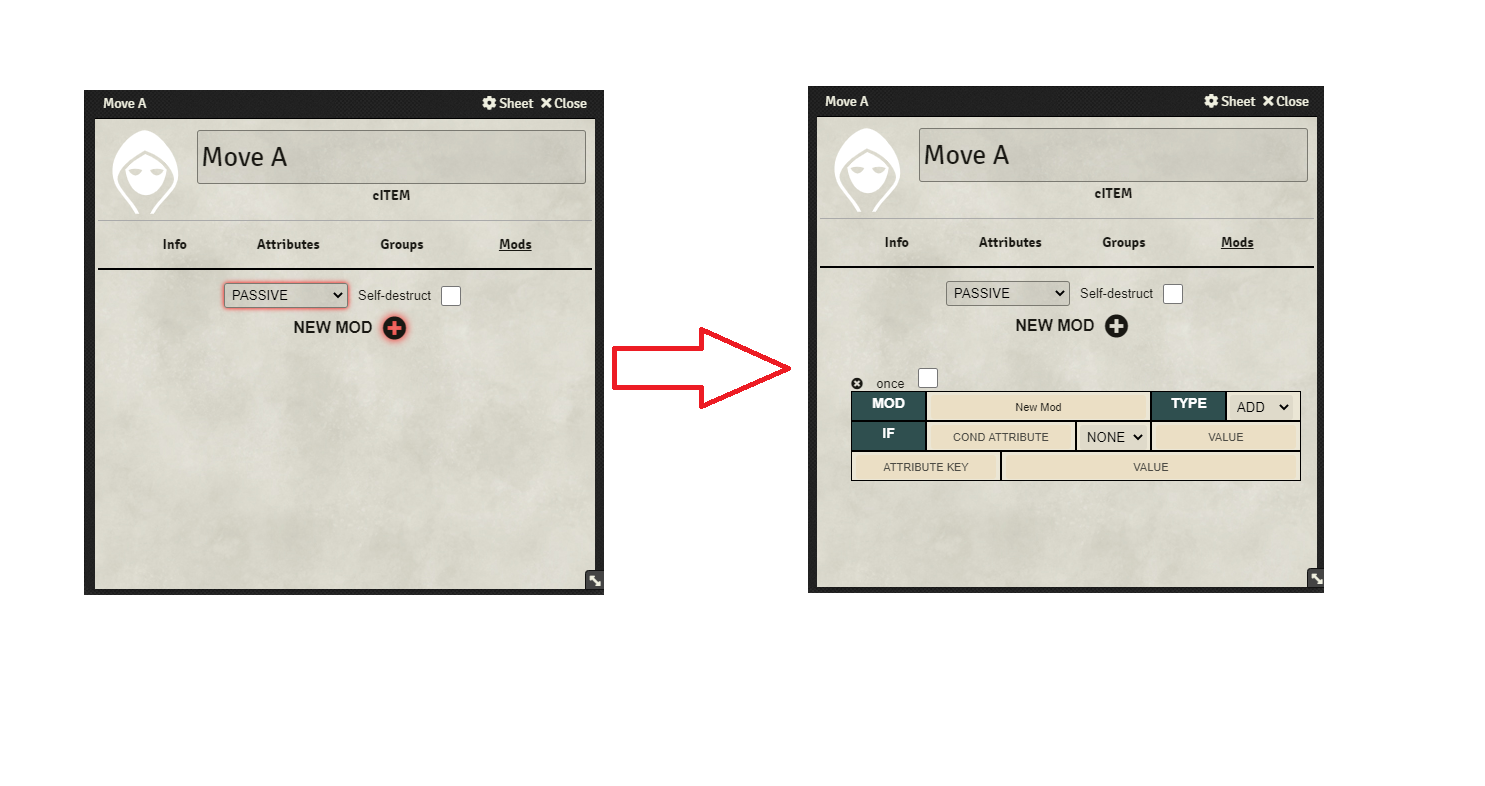 Move A Sheet Close
Move A
cITEM
Info Attributes Groups Mods
PASSIVE Self-destruct
NEW MOD
Move A Sheet Close
Move A
cITEM
Info Attributes Groups Mods
PASSIVE Self-destruct
NEW MOD
once
MOD New Mod TYPE ADD
IF COND ATTRIBUTE NONE VALUE
ATTRIBUTE KEY VALUE